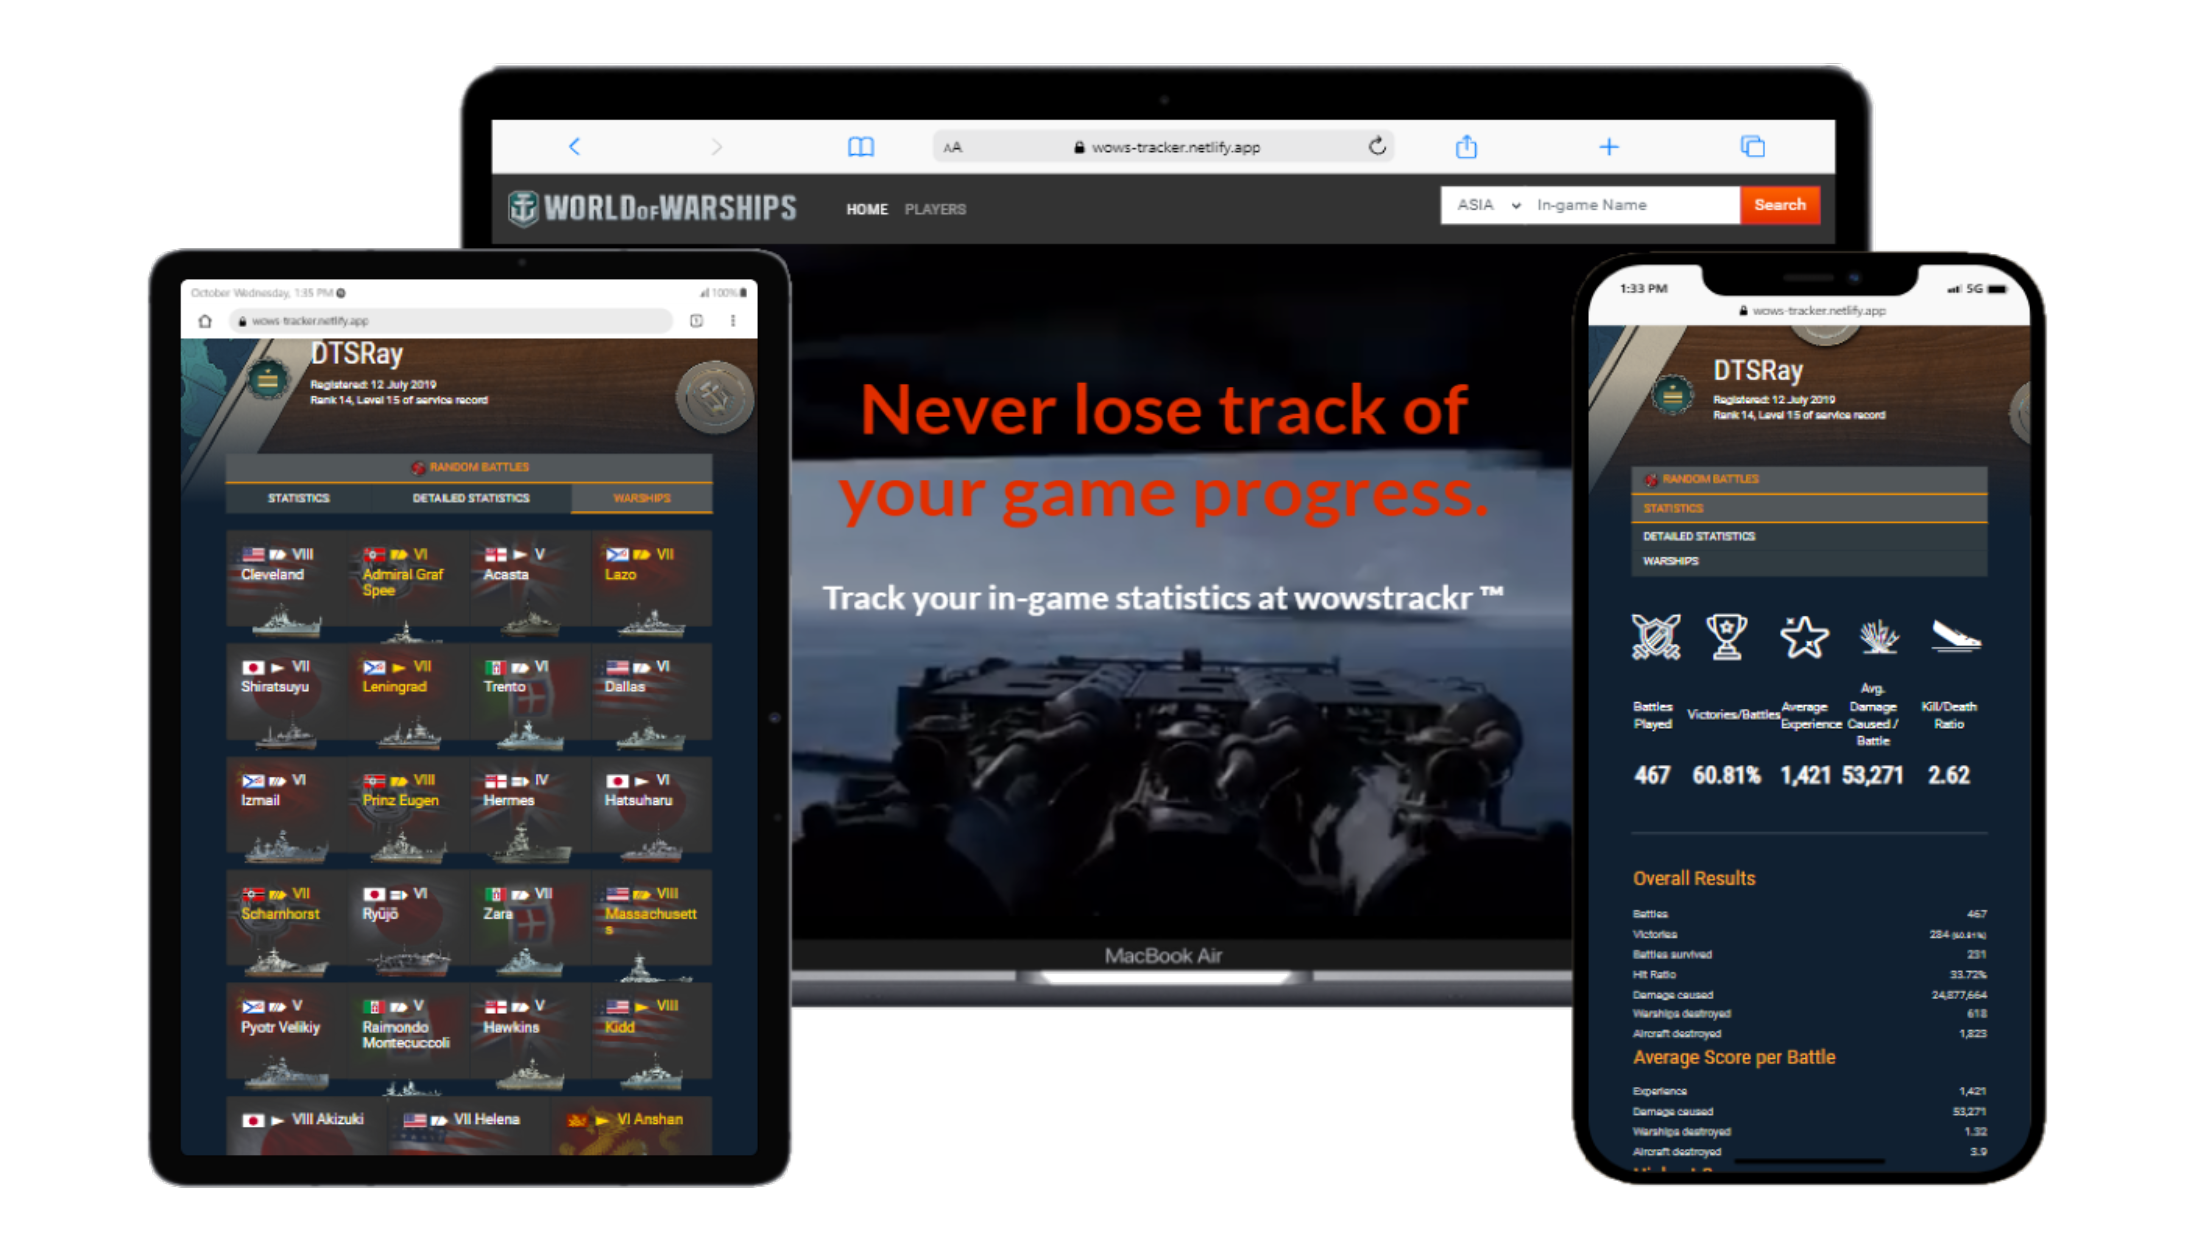 AA
wows-tracker.netlify.app
WORLD OF WARSHIPS
HOME PLAYERS
ASIA In-game Name Search
Never lose track of
your game progress.
Track your in-game statistics at wowstrackr ™
MacBook Air
October Wednesday, 1:35 PM
100%
wows-tracker.netlify.app
DTSRay
Registered: 12 July 2019
Rank 14, Level 15 of service record
RANDOM BATTLES
STATISTICS DETAILED STATISTICS WARSHIPS
VIII VI V VII
Cleveland Admiral Graf Acasta Lazo
Spee
VII VII VI VI
Shiratsuyu Leningrad Trento Dallas
VI VIII IV VI
Izmail Prinz Eugen Hermes Hatsuharu
VII VI VII VIII
Scharnhorst Ryūjō Zara Massachusett
s
V V V VIII
Pyotr Velikiy Raimondo Hawkins Kidd
Montecuccoli
VIII Akizuki VII Helena VI Anshan
1:33 PM 5G
wows-tracker.netlify.app
DTSRay
Registered: 12 July 2019
Rank 14, Level 15 of service record
RANDOM BATTLES
STATISTICS
DETAILED STATISTICS
WARSHIPS
Battles Played
Victories/Battles
Average Experience
Avg. Damage Caused / Battle
Kill/Death Ratio
467 60.81% 1,421 53,271 2.62
Overall Results
Battles 467
Victories 284 (60.81%)
Battles survived 231
Hit Ratio 33.72%
Damage caused 24,877,664
Warships destroyed 618
Aircraft destroyed 1,823
Average Score per Battle
Experience 1,421
Damage caused 53,271
Warships destroyed 1.32
Aircraft destroyed 3.9